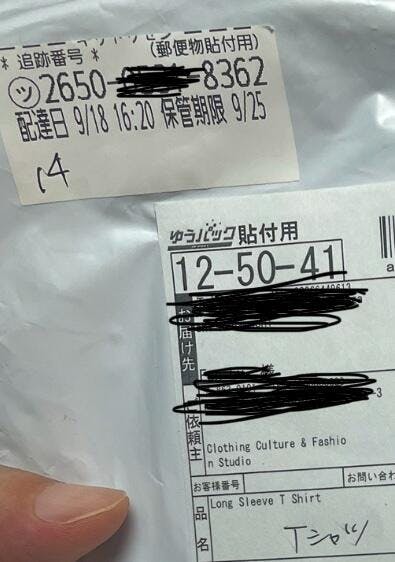 (郵便物貼付用)
* 追跡番号 *
ツ 2650- -8362
配達日 9/18 16:20 保管期限 9/25
14
ゆうパック 貼付用
12-50-41
お届け先
様
-3
依頼主
Clothing Culture & Fashio
n Studio
お客様番号
お問い合わ
品名
Long Sleeve T Shirt
Tシャツ